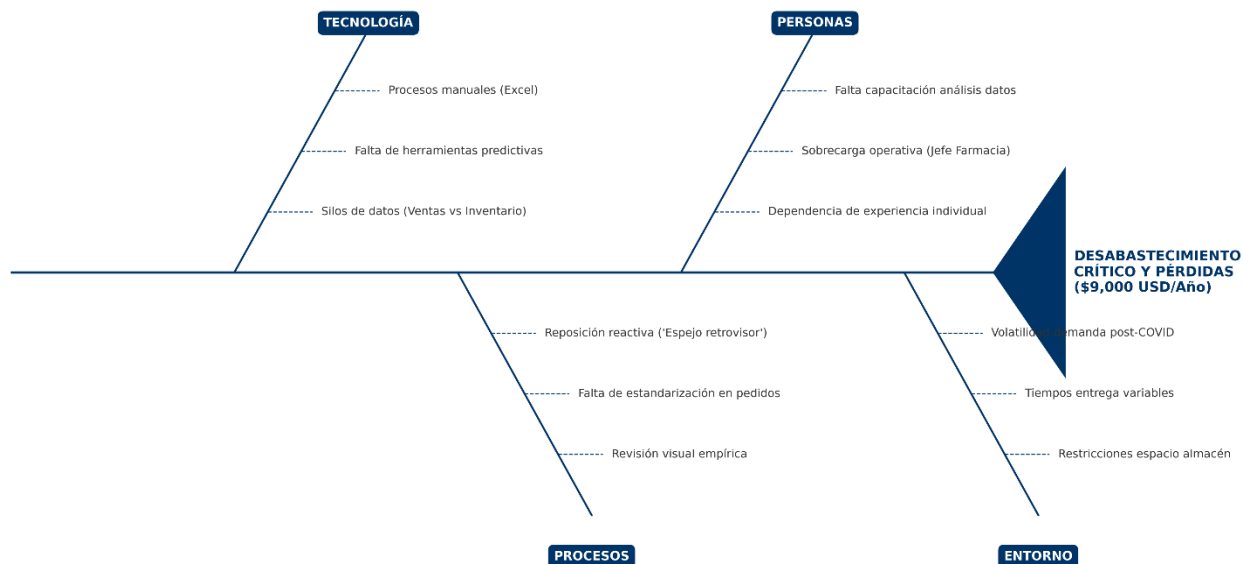 TECNOLOGÍA
PERSONAS
Procesos manuales (Excel)
Falta capacitación análisis datos
Falta de herramientas predictivas
Sobrecarga operativa (Jefe Farmacia)
Silos de datos (Ventas vs Inventario)
Dependencia de experiencia individual
DESABASTECIMIENTO
CRÍTICO Y PÉRDIDAS
($9,000 USD/Año)
Reposición reactiva ('Espejo retrovisor')
Volatilidad demanda post-COVID
Falta de estandarización en pedidos
Tiempos entrega variables
Revisión visual empírica
Restricciones espacio almacén
PROCESOS
ENTORNO